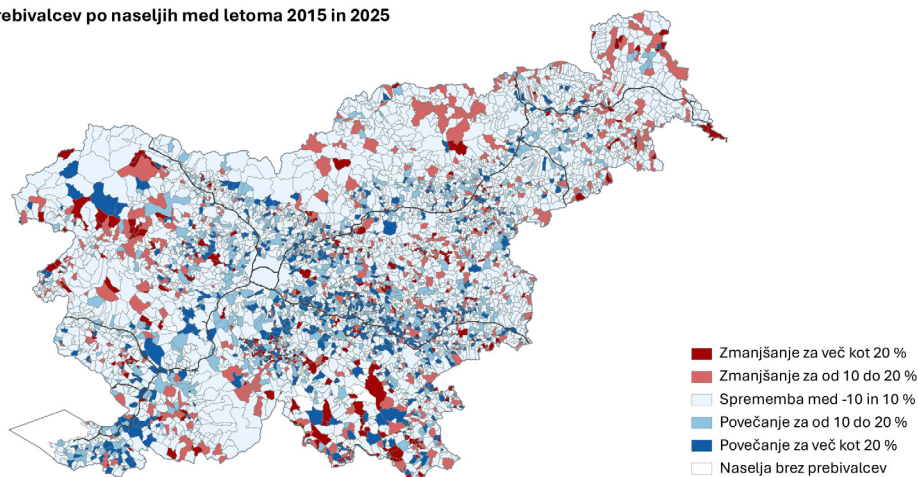 rebivalcev po naseljih med letoma 2015 in 2025
Zmanjšanje za več kot 20 %
Zmanjšanje za od 10 do 20 %
Sprememba med -10 in 10 %
Povečanje za od 10 do 20 %
Povečanje za več kot 20 %
Naselja brez prebivalcev